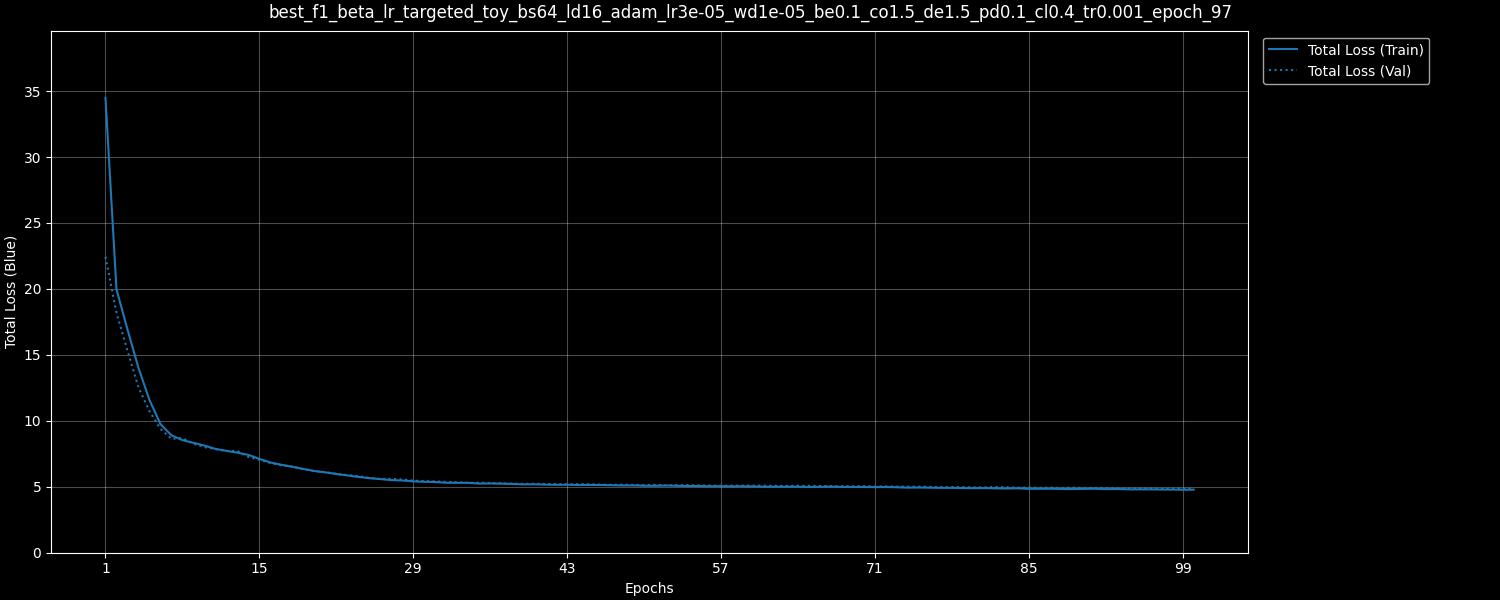 best_f1_beta_lr_targeted_toy_bs64_ld16_adam_lr3e-05_wd1e-05_be0.1_co1.5_de1.5_pd0.1_cl0.4_tr0.001_epoch_97
Total Loss (Train)
Total Loss (Val)
Total Loss (Blue)
35
30
25
20
15
10
5
0
1 15 29 43 57 71 85 99
Epochs